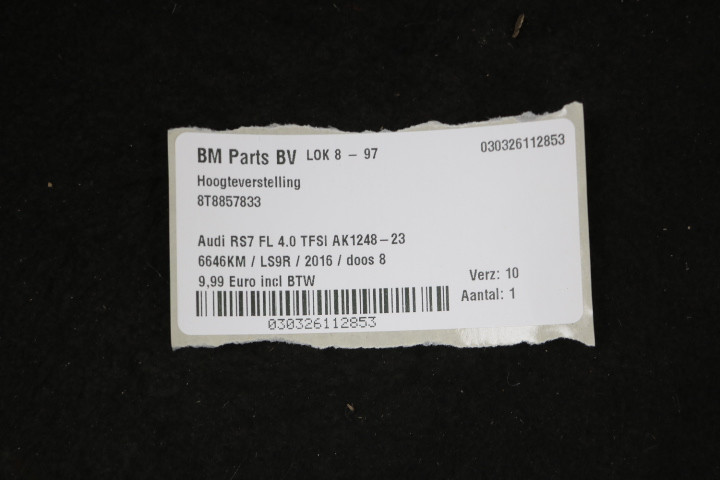 BM Parts BV LOK 8 - 97
030326112853
Hoogteverstelling
8T8857833
Audi RS7 FL 4.0 TFSI AK1248-23
6646KM / LS9R / 2016 / doos 8
9,99 Euro incl BTW
Verz: 10
Aantal: 1
030326112853